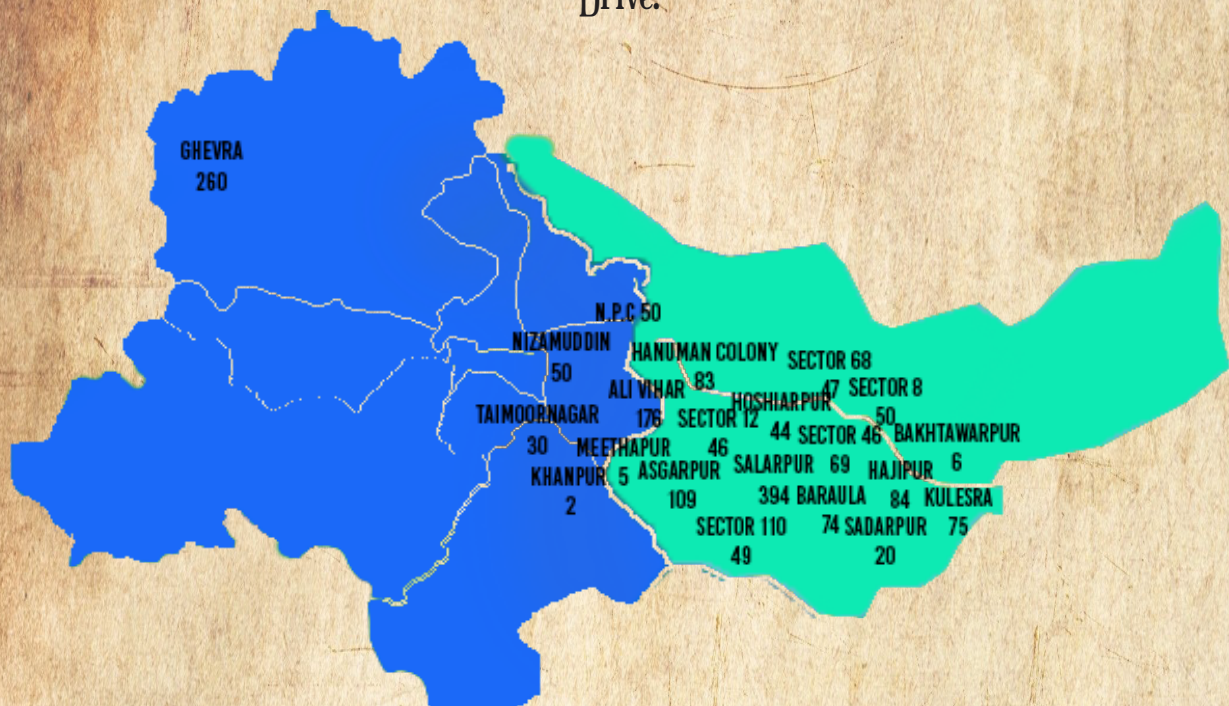 Drive.
GHEVRA
260
N.P.C 50
NIZAMUDDIN
50
HANUMAN COLONY
83
SECTOR 68
47
SECTOR 8
50
ALI VIHAR
176
HOSHIARPUR
44
SECTOR 12
46
TAIMOORNAGAR
30
SECTOR 46
69
BAKHTAWARPUR
6
MEETHAPUR
5
KHANPUR
2
ASGARPUR
109
SALARPUR
394
HAJIPUR
84
BARAULA
74
KULESRA
75
SECTOR 110
49
SADARPUR
20